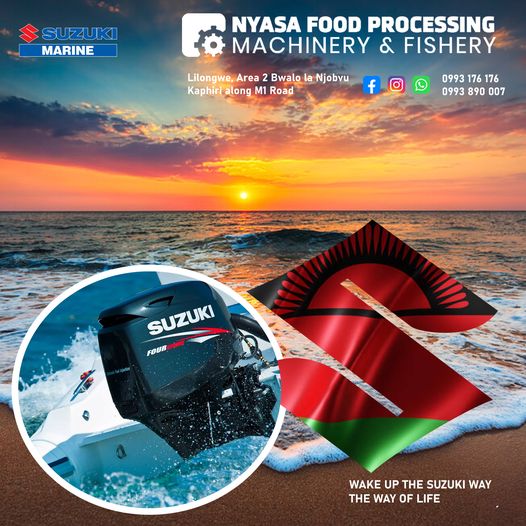 SUZUKI
MARINE
NYASA FOOD PROCESSING
MACHINERY & FISHERY
Lilongwe, Area 2 Bwalo la Njobvu
Kaphiri along M1 Road
0993 176 176
0993 890 007
SUZUKI
WAKE UP THE SUZUKI WAY
THE WAY OF LIFE